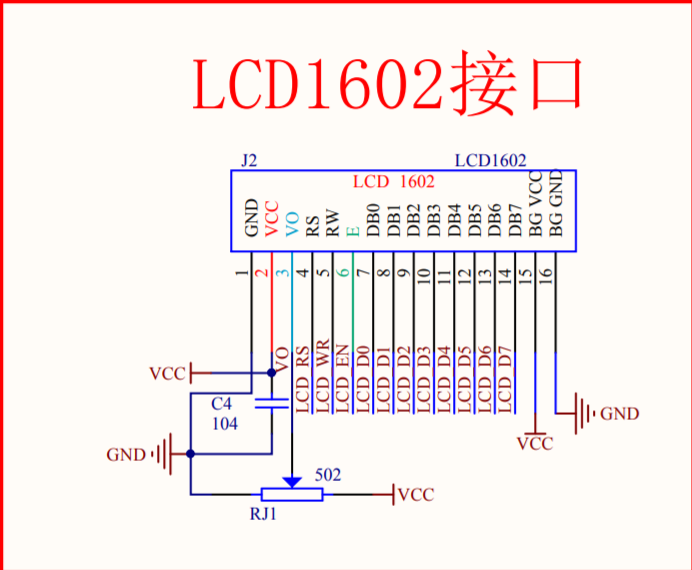 LCD1602接口
J2
LCD1602
LCD 1602
GND
VCC
VO
RS
RW
E
DB0
DB1
DB2
DB3
DB4
DB5
DB6
DB7
BG VCC
BG GND
1
2
3
4
5
6
7
8
9
10
11
12
13
14
15
16
VO
LCD RS
LCD WR
LCD EN
LCD D0
LCD D1
LCD D2
LCD D3
LCD D4
LCD D5
LCD D6
LCD D7
VCC
C4
104
GND
VCC
GND
502
VCC
RJ1